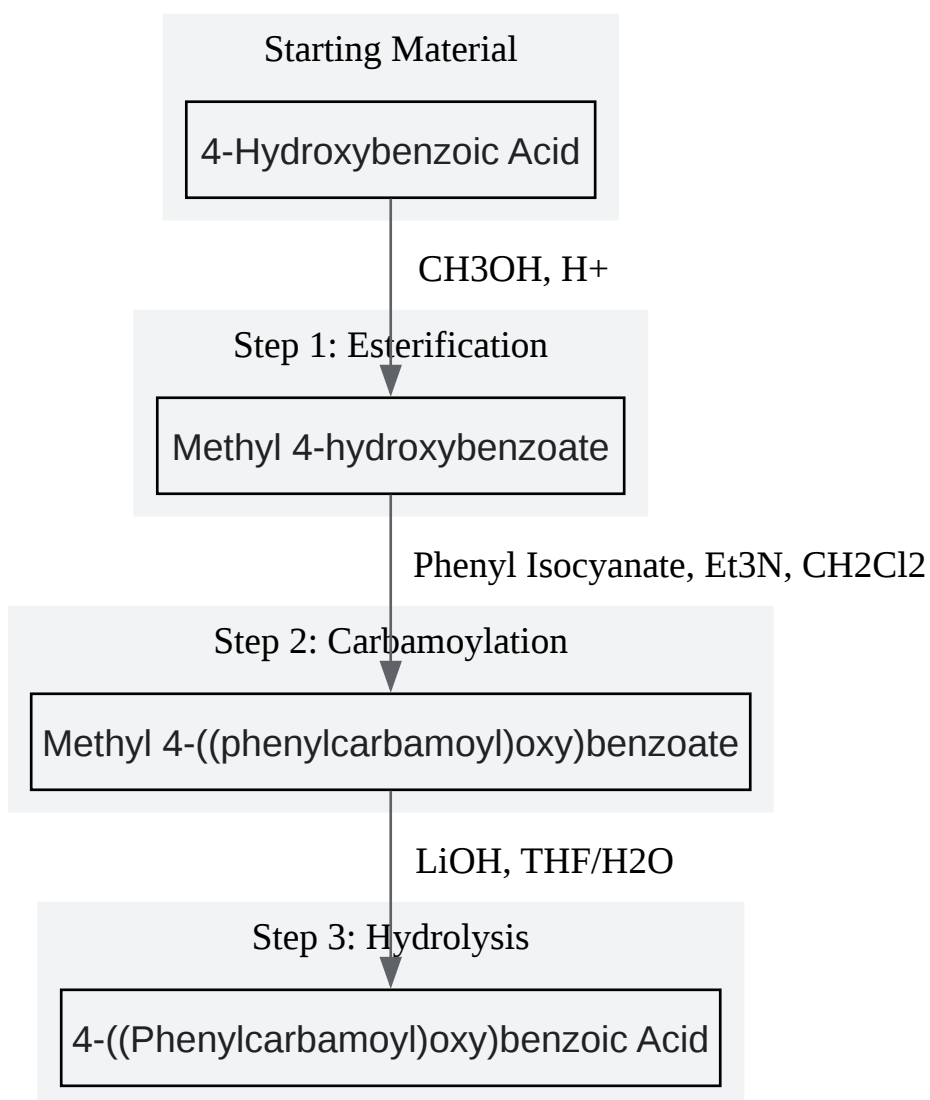 Starting Material
4-Hydroxybenzoic Acid
CH3OH, H+
Step 1: Esterification
Methyl 4-hydroxybenzoate
Phenyl Isocyanate, Et3N, CH2Cl2
Step 2: Carbamoylation
Methyl 4-((phenylcarbamoyl)oxy)benzoate
LiOH, THF/H2O
Step 3: Hydrolysis
4-((Phenylcarbamoyl)oxy)benzoic Acid